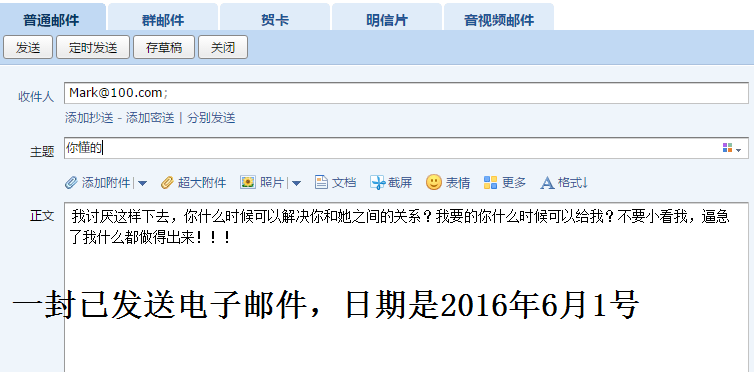 普通邮件 群邮件 贺卡 明信片 音视频邮件
发送 定时发送 存草稿 关闭
收件人 Mark@100.com;
添加抄送 - 添加密送 | 分别发送
主题 你懂的
添加附件 | 超大附件 照片 | 文档 截屏 表情 更多 格式↓
正文 我讨厌这样下去，你什么时候可以解决你和她之间的关系？我要的你什么时候可以给我？不要小看我，逼急
了我什么都做得出来！！！
一封已发送电子邮件，日期是2016年6月1号